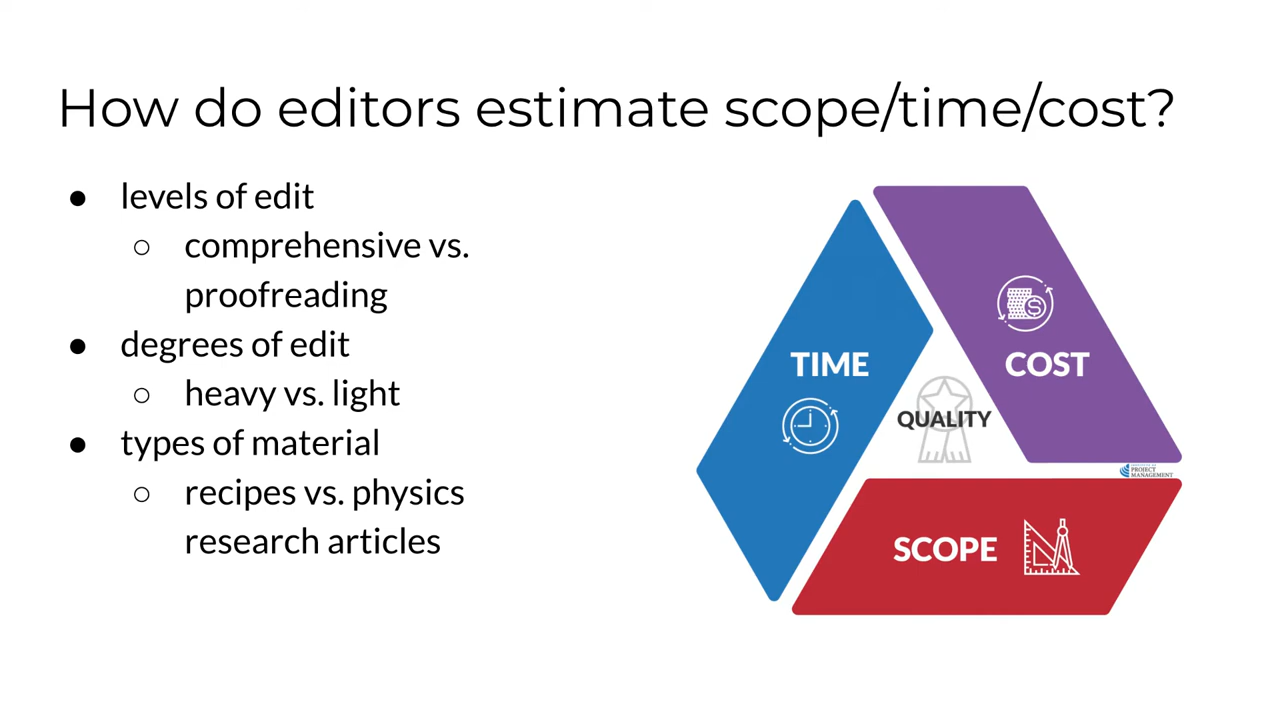 How do editors estimate scope/time/cost?
● levels of edit
○ comprehensive vs.
proofreading
● degrees of edit
○ heavy vs. light
● types of material
○ recipes vs. physics
research articles
TIME
COST
QUALITY
PROJECT
MANAGEMENT
SCOPE